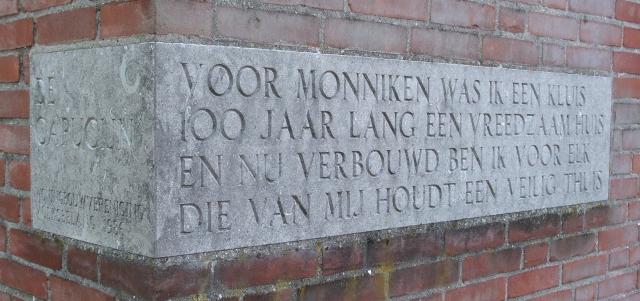 DE
CAPUCIJN
WONINGBOUWVERENIGING
VOOR MONNIKEN WAS IK EEN KLUIS
100 JAAR LANG EEN VREEDZAAM HUIS
EN NU VERBOUWD BEN IK VOOR ELK
DIE VAN MIJ HOUDT EEN VEILIG THUIS